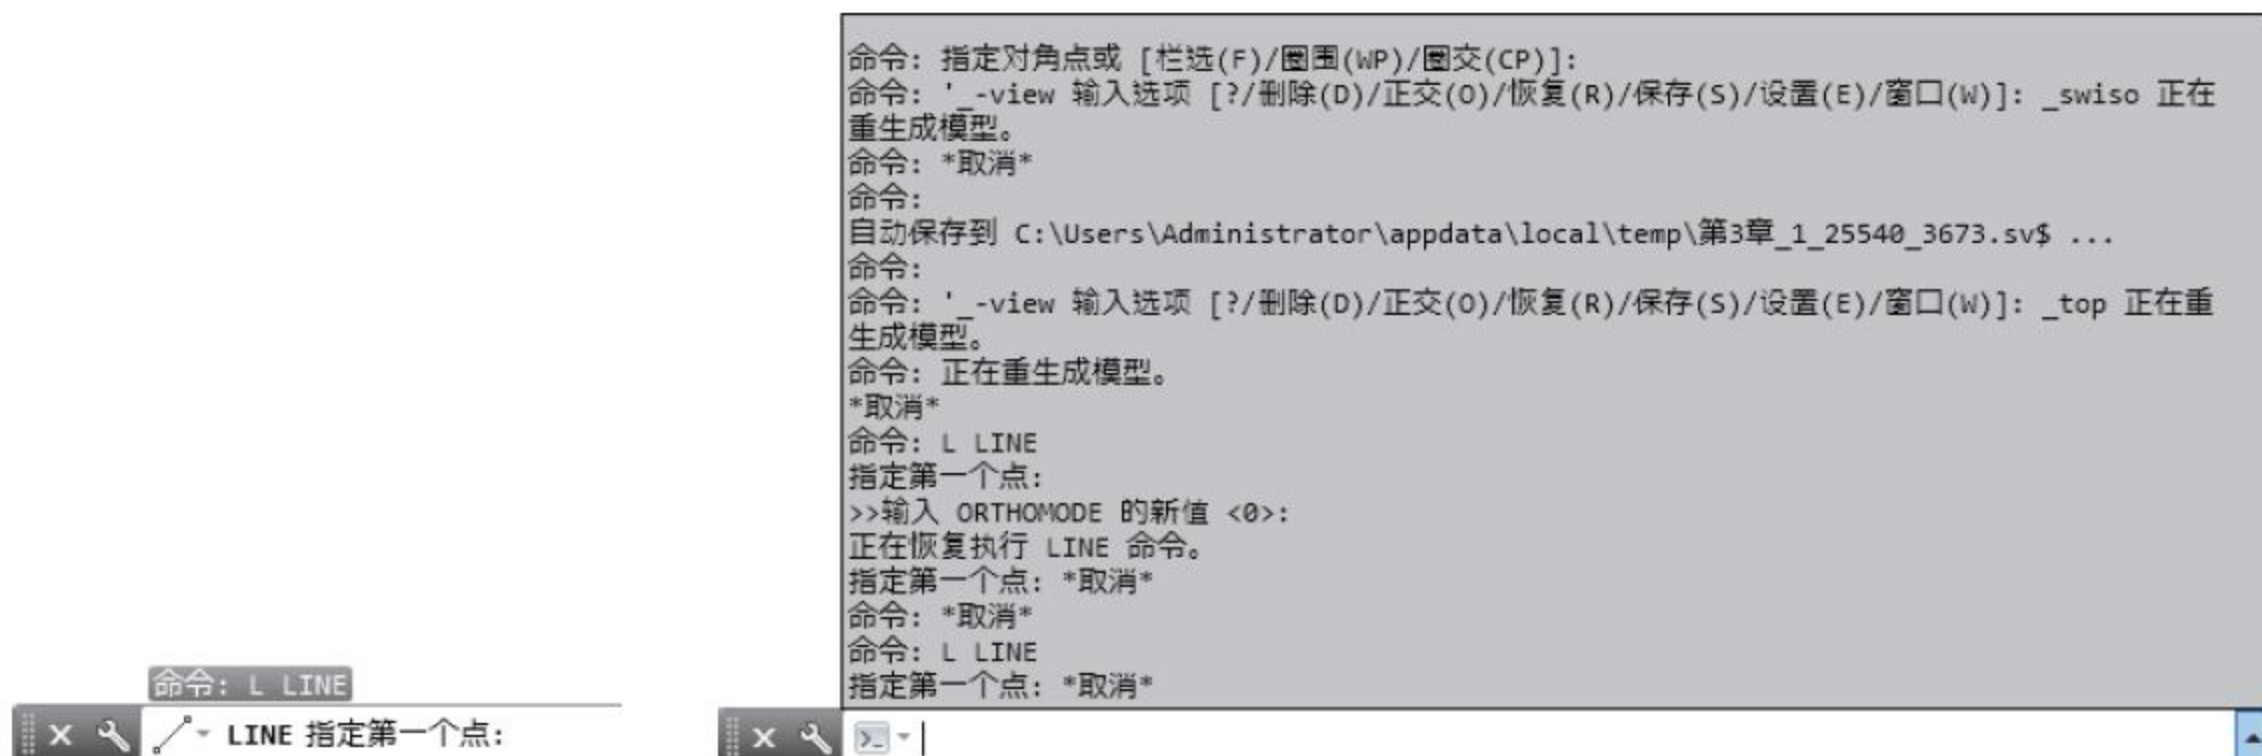 命令: L LINE
LINE 指定第一个点:
命令: 指定对角点或 [栏选(F)/圈围(WP)/圈交(CP)]:
命令: '_-view 输入选项 [?/删除(D)/正交(O)/恢复(R)/保存(S)/设置(E)/窗口(W)]: _swiso 正在
重生成模型。
命令: *取消*
命令:
自动保存到 C:\Users\Administrator\appdata\local\temp\第3章_1_25540_3673.sv$ ...
命令:
命令: '_-view 输入选项 [?/删除(D)/正交(O)/恢复(R)/保存(S)/设置(E)/窗口(W)]: _top 正在重
生成模型。
命令: 正在重生成模型。
*取消*
命令: L LINE
指定第一个点:
>>输入 ORTHOMODE 的新值 <0>:
正在恢复执行 LINE 命令。
指定第一个点: *取消*
命令: *取消*
命令: L LINE
指定第一个点: *取消*